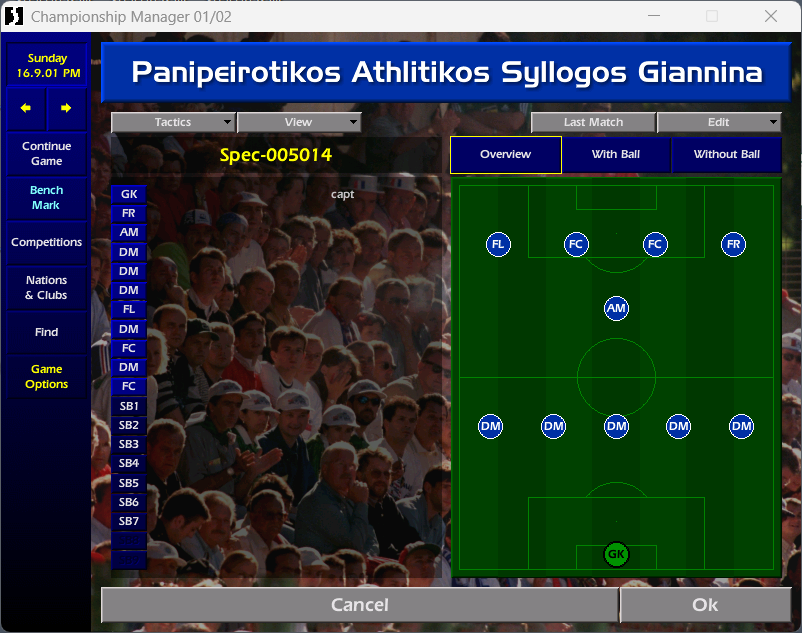 Championship Manager 01/02
Sunday
16.9.01 PM
Panipeirotikos Athlitikos Syllogos Giannina
Continue
Game
Bench
Mark
Competitions
Nations
& Clubs
Find
Game
Options
Tactics
View
Last Match
Edit
Spec-005014
Overview
With Ball
Without Ball
GK capt
FR
AM
DM
DM
DM
FL
DM
FC
DM
FC
SB1
SB2
SB3
SB4
SB5
SB6
SB7
FL FC FC FR
AM
DM DM DM DM DM
GK
Cancel
Ok